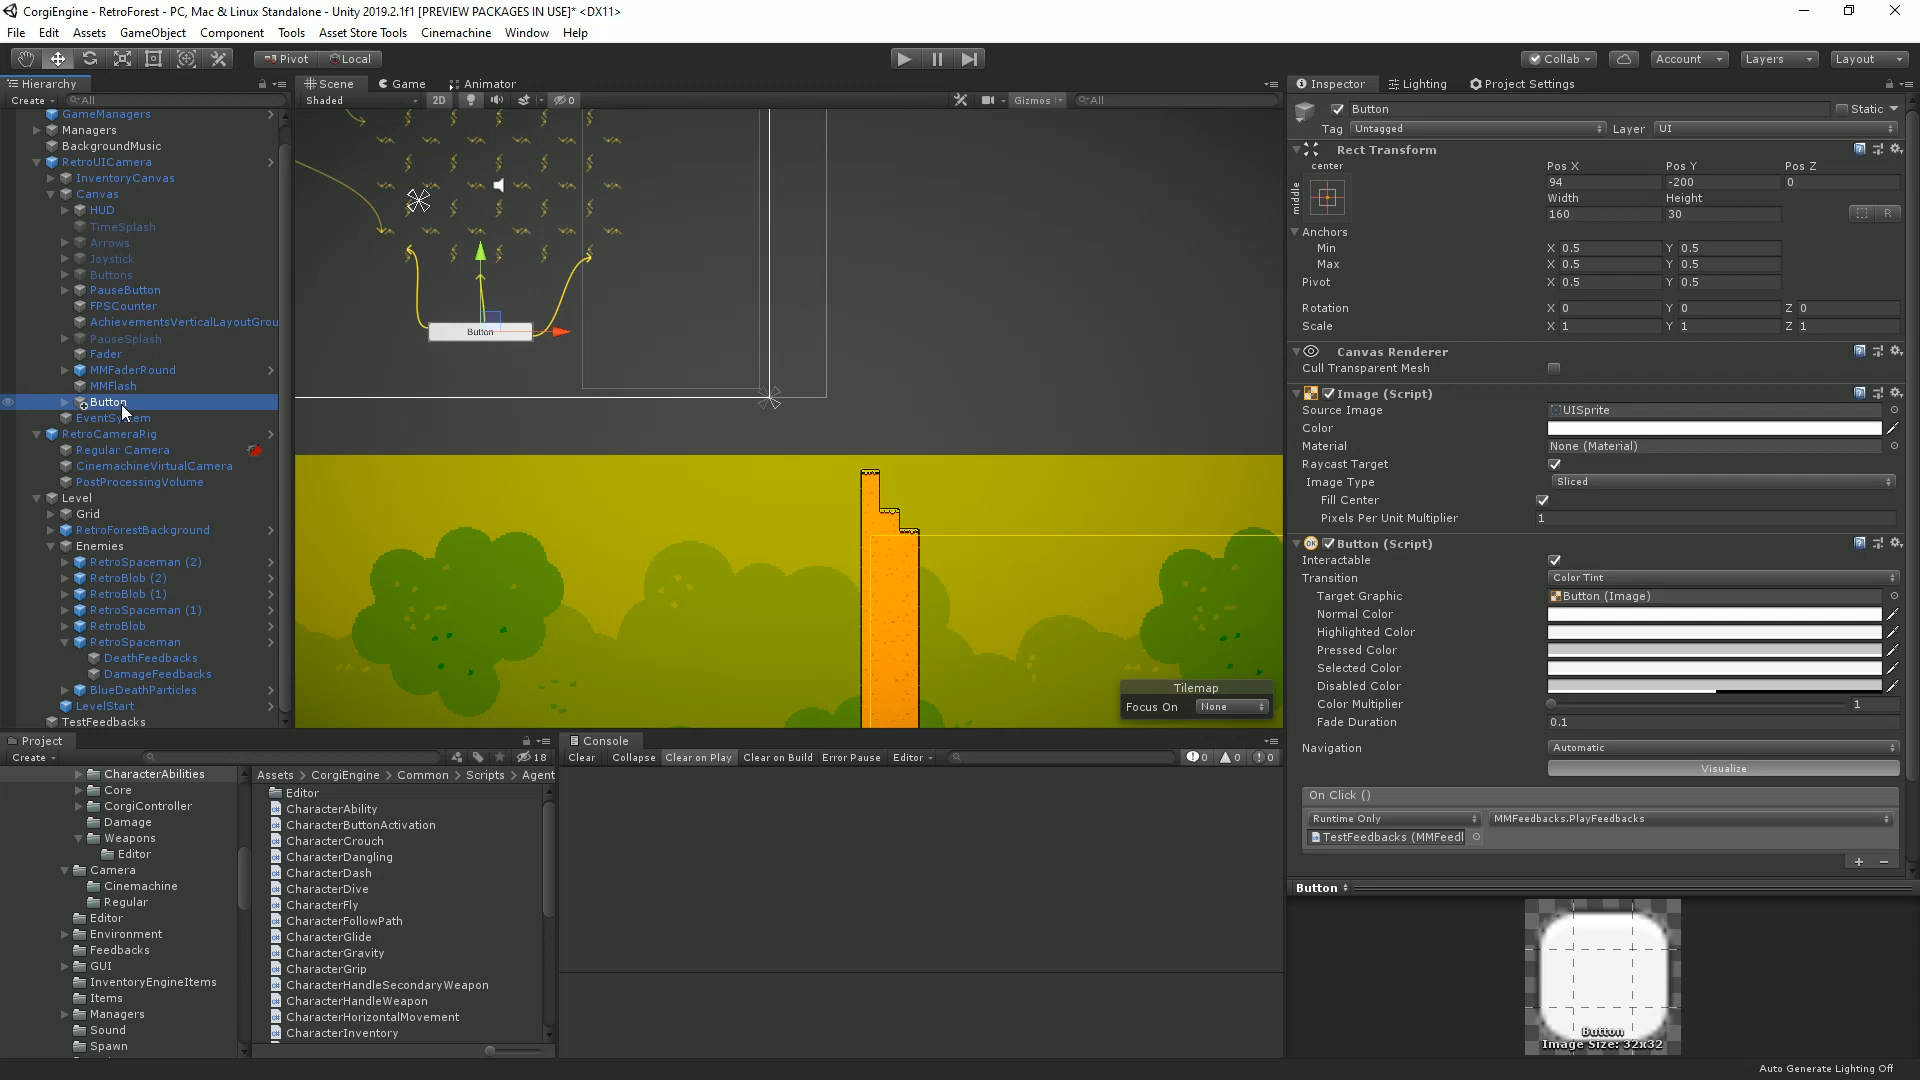 CorgiEngine - RetroForest - PC, Mac & Linux Standalone - Unity 2019.2.1f1 [PREVIEW PACKAGES IN USE]* <DX11>
File Edit Assets GameObject Component Tools Asset Store Tools Cinemachine Window Help
Pivot Local Collab Account Layers Layout
Hierarchy
Create All
GameManagers
Managers
BackgroundMusic
RetroUICamera
InventoryCanvas
Canvas
HUD
TimeSplash
Arrows
Joystick
Buttons
PauseButton
FPSCounter
AchievementsVerticalLayoutGrou
PauseSplash
Fader
MMFaderRound
MMFlash
Button
EventSystem
RetroCameraRig
Regular Camera
CinemachineVirtualCamera
PostProcessingVolume
Level
Grid
RetroForestBackground
Enemies
RetroSpaceman (2)
RetroBlob (2)
RetroBlob (1)
RetroSpaceman (1)
RetroBlob
RetroSpaceman
DeathFeedbacks
DamageFeedbacks
BlueDeathParticles
LevelStart
TestFeedbacks
Scene Game Animator
Shaded 2D 0 Gizmos All
Button
Tilemap
Focus On None
Inspector Lighting Project Settings
Button Static
Tag Untagged Layer UI
Rect Transform
center Pos X Pos Y Pos Z
middle 94 -200 0
Width Height
160 30 R
Anchors
Min X 0.5 Y 0.5
Max X 0.5 Y 0.5
Pivot X 0.5 Y 0.5
Rotation X 0 Y 0 Z 0
Scale X 1 Y 1 Z 1
Canvas Renderer
Cull Transparent Mesh
Image (Script)
Source Image UISprite
Color
Material None (Material)
Raycast Target
Image Type Sliced
Fill Center
Pixels Per Unit Multiplier 1
OK Button (Script)
Interactable
Transition Color Tint
Target Graphic Button (Image)
Normal Color
Highlighted Color
Pressed Color
Selected Color
Disabled Color
Color Multiplier 1
Fade Duration 0.1
Navigation Automatic
Visualize
On Click ()
Runtime Only MMFeedbacks.PlayFeedbacks
TestFeedbacks (MMFeedl
+ -
Button
Button
Image Size: 32x32
Project
Create 18
CharacterAbilities
Core
CorgiController
Damage
Weapons
Editor
Camera
Cinemachine
Regular
Editor
Environment
Feedbacks
GUI
InventoryEngineItems
Items
Managers
Sound
Spawn
Assets > CorgiEngine > Common > Scripts > Agent
Editor
CharacterAbility
CharacterButtonActivation
CharacterCrouch
CharacterDangling
CharacterDash
CharacterDive
CharacterFly
CharacterFollowPath
CharacterGlide
CharacterGravity
CharacterGrip
CharacterHandleSecondaryWeapon
CharacterHandleWeapon
CharacterHorizontalMovement
CharacterInventory
Console
Clear Collapse Clear on Play Clear on Build Error Pause Editor 0 0 0
Auto Generate Lighting Off